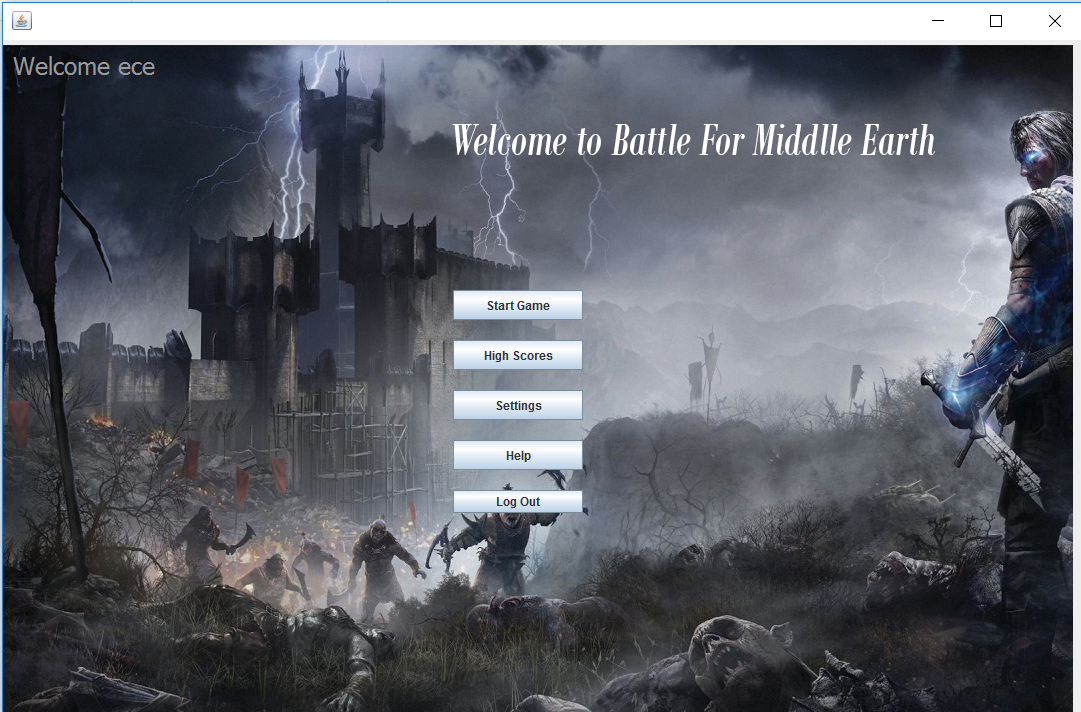 Welcome ece
Welcome to Battle For Middlle Earth
Start Game
High Scores
Settings
Help
Log Out